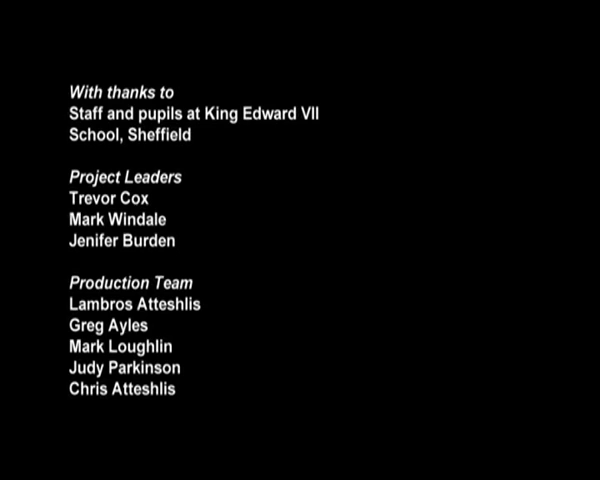 With thanks to
Staff and pupils at King Edward VII
School, Sheffield
Project Leaders
Trevor Cox
Mark Windale
Jenifer Burden
Production Team
Lambros Atteshlis
Greg Ayles
Mark Loughlin
Judy Parkinson
Chris Atteshlis